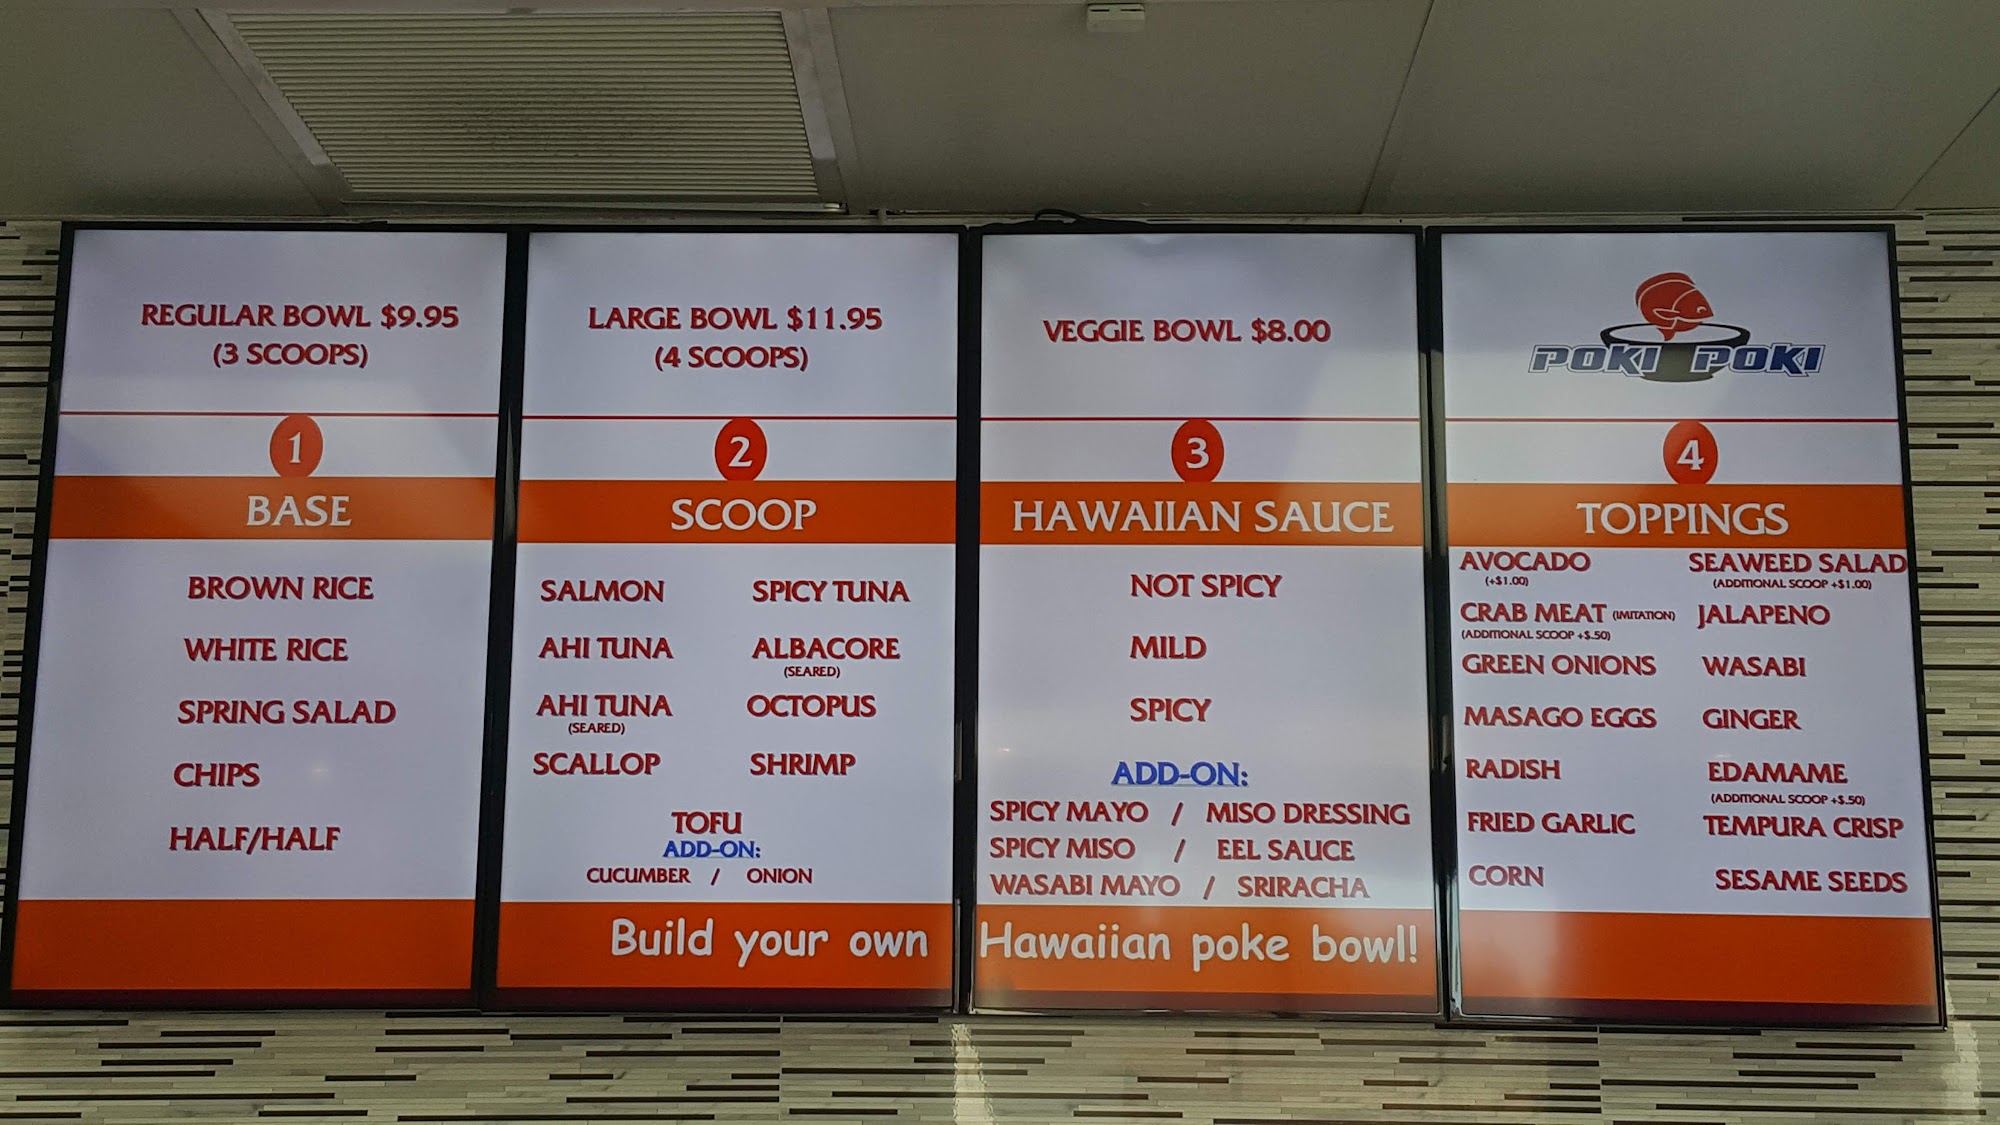 REGULAR BOWL $9.95
(3 SCOOPS)
1
BASE
BROWN RICE
WHITE RICE
SPRING SALAD
CHIPS
HALF/HALF
LARGE BOWL $11.95
(4 SCOOPS)
2
SCOOP
SALMON SPICY TUNA
AHI TUNA ALBACORE
(SEARED)
AHI TUNA OCTOPUS
(SEARED)
SCALLOP SHRIMP
TOFU
ADD-ON:
CUCUMBER / ONION
Build your own
VEGGIE BOWL $8.00
3
HAWAIIAN SAUCE
NOT SPICY
MILD
SPICY
ADD-ON:
SPICY MAYO / MISO DRESSING
SPICY MISO / EEL SAUCE
WASABI MAYO / SRIRACHA
Hawaiian poke bowl!
POKI POKI
4
TOPPINGS
AVOCADO SEAWEED SALAD
(+$1.00) (ADDITIONAL SCOOP +$1.00)
CRAB MEAT (IMITATION) JALAPENO
(ADDITIONAL SCOOP +$.50)
GREEN ONIONS WASABI
MASAGO EGGS GINGER
RADISH EDAMAME
(ADDITIONAL SCOOP +$.50)
FRIED GARLIC TEMPURA CRISP
CORN SESAME SEEDS